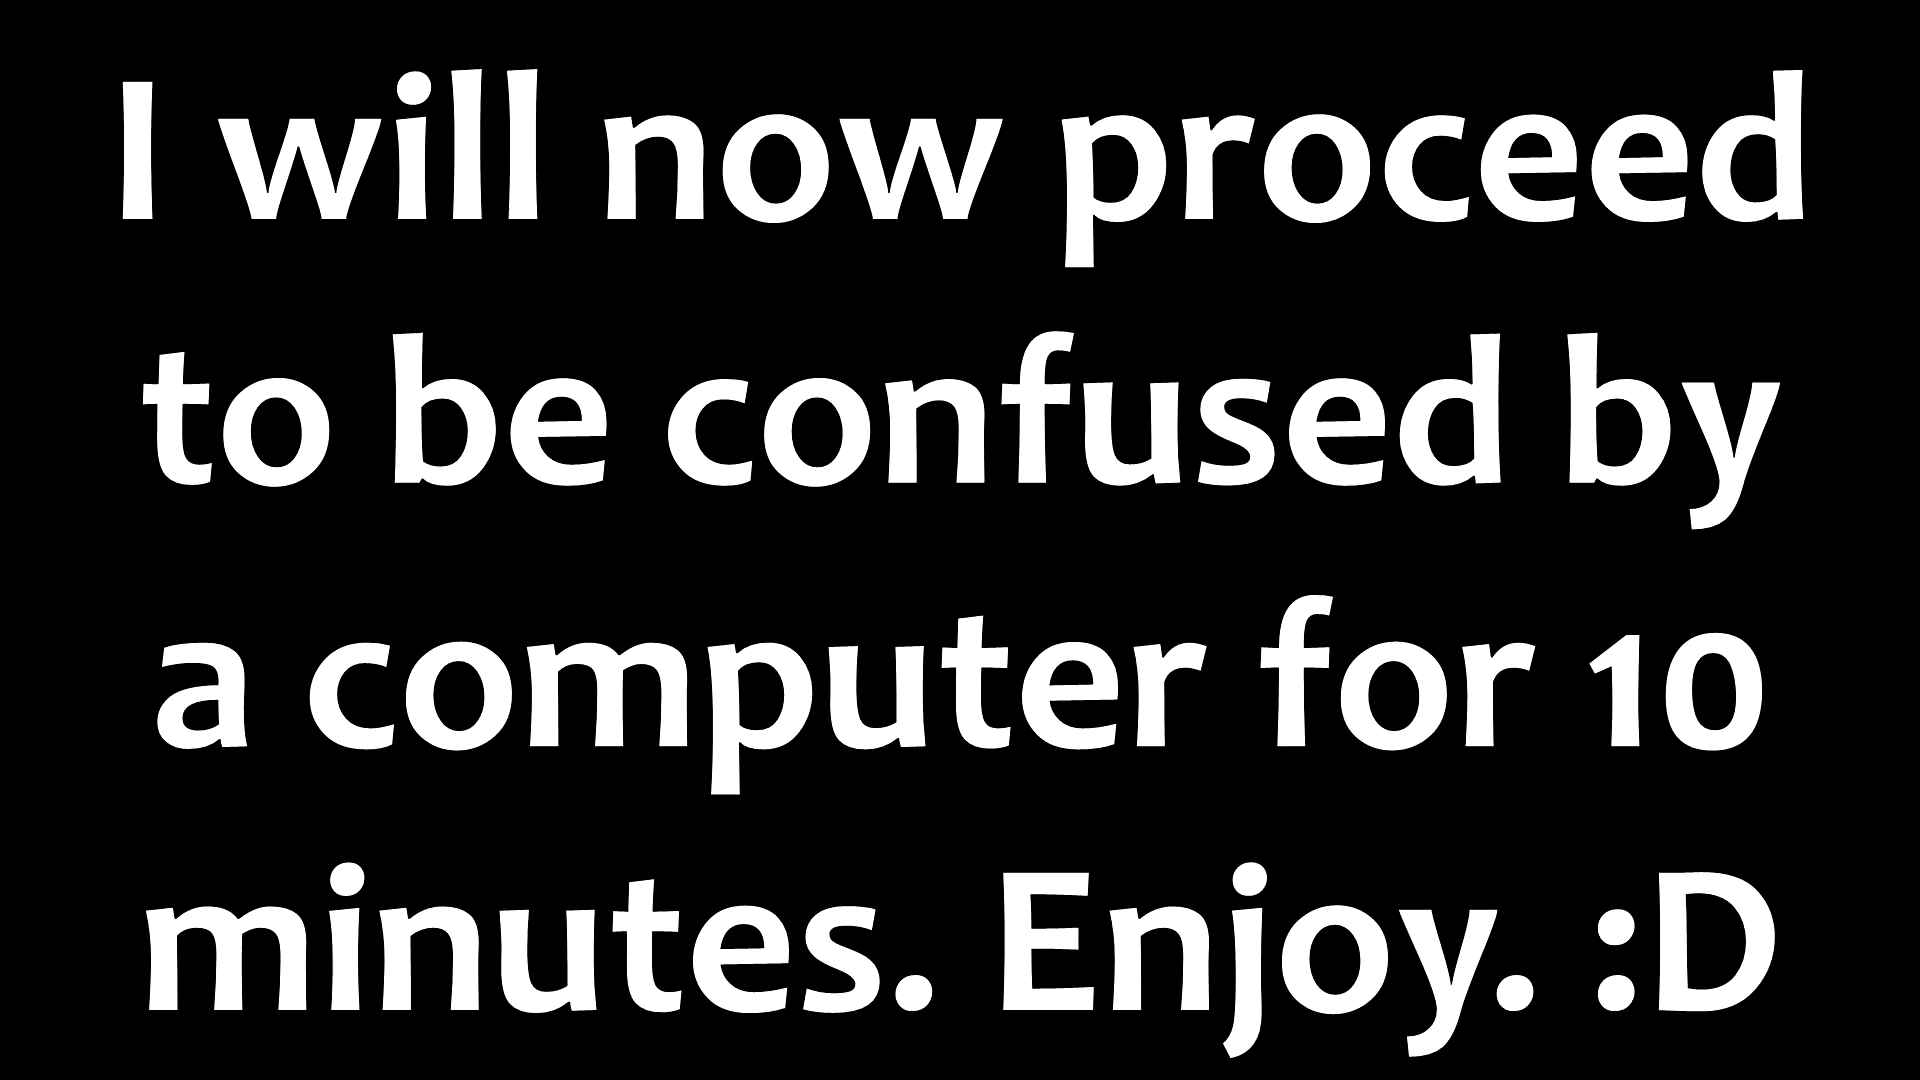 I will now proceed
to be confused by
a computer for 10
minutes. Enjoy. :D